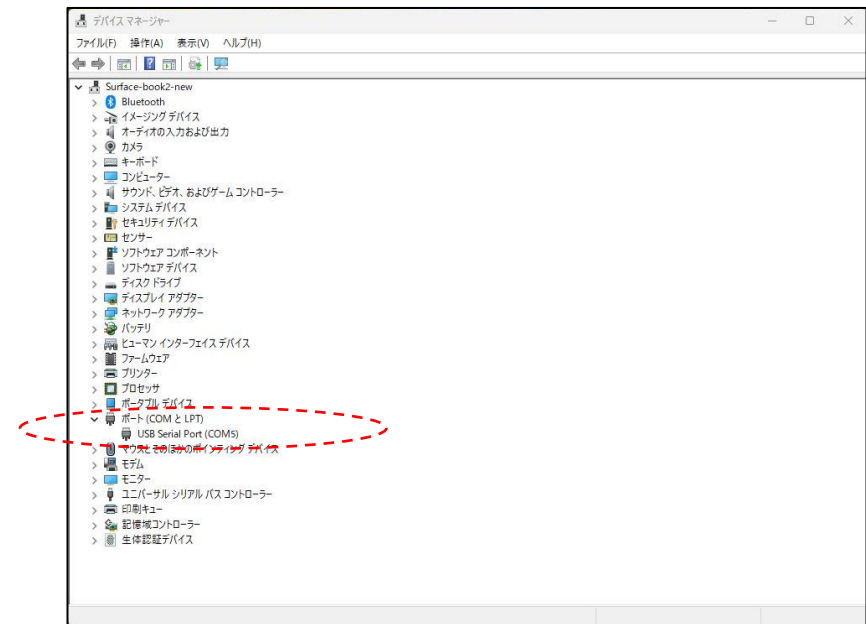 デバイス マネージャー
ファイル(F) 操作(A) 表示(V) ヘルプ(H)
Surface-book2-new
Bluetooth
イメージング デバイス
オーディオの入力および出力
カメラ
キーボード
コンピューター
サウンド、ビデオ、およびゲーム コントローラー
システム デバイス
セキュリティ デバイス
センサー
ソフトウェア コンポーネント
ソフトウェア デバイス
ディスク ドライブ
ディスプレイ アダプター
ネットワーク アダプター
バッテリ
ヒューマン インターフェイス デバイス
ファームウェア
プリンター
プロセッサ
ポータブル デバイス
ポート (COM と LPT)
USB Serial Port (COM5)
マウスとそのほかのポインティング デバイス
モデム
モニター
ユニバーサル シリアル バス コントローラー
印刷キュー
記憶域コントローラー
生体認証デバイス